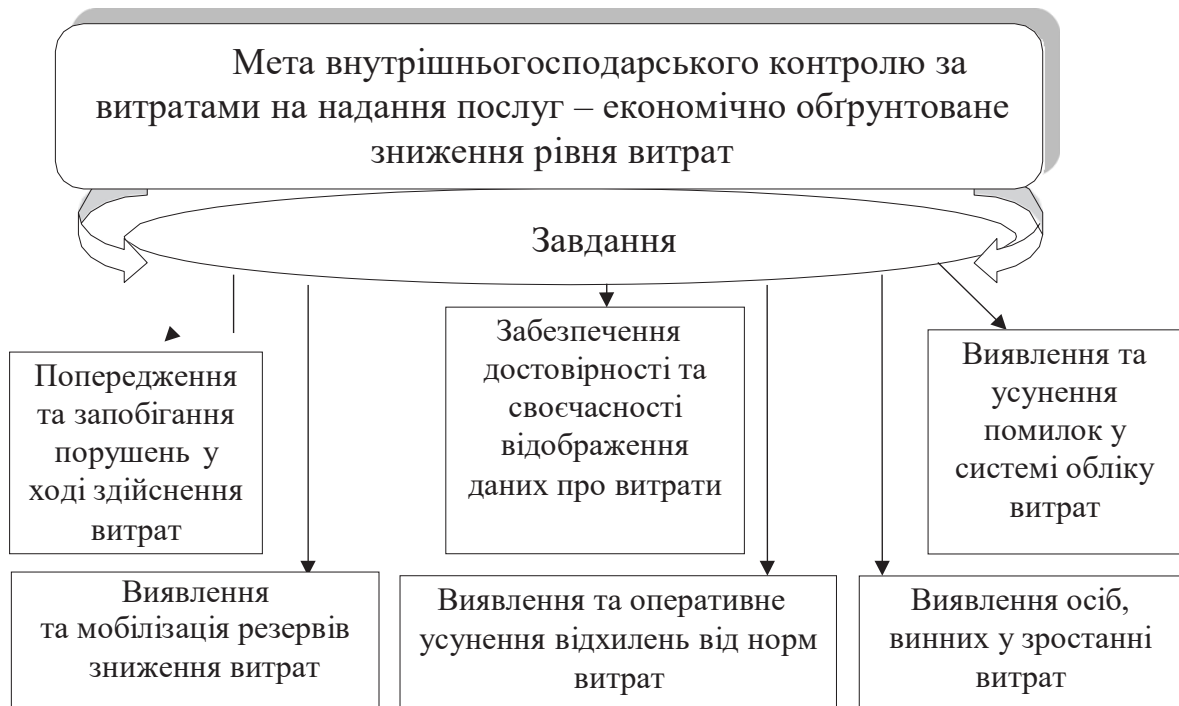 Мета внутрішньогосподарського контролю за
витратами на надання послуг – економічно обґрунтоване
зниження рівня витрат
Завдання
Попередження
та запобігання
порушень у
ході здійснення
витрат
Забезпечення
достовірності та
своєчасності
відображення
даних про витрати
Виявлення та
усунення
помилок у
системі обліку
витрат
Виявлення
та мобілізація резервів
зниження витрат
Виявлення та оперативне
усунення відхилень від норм
витрат
Виявлення осіб,
винних у зростанні
витрат